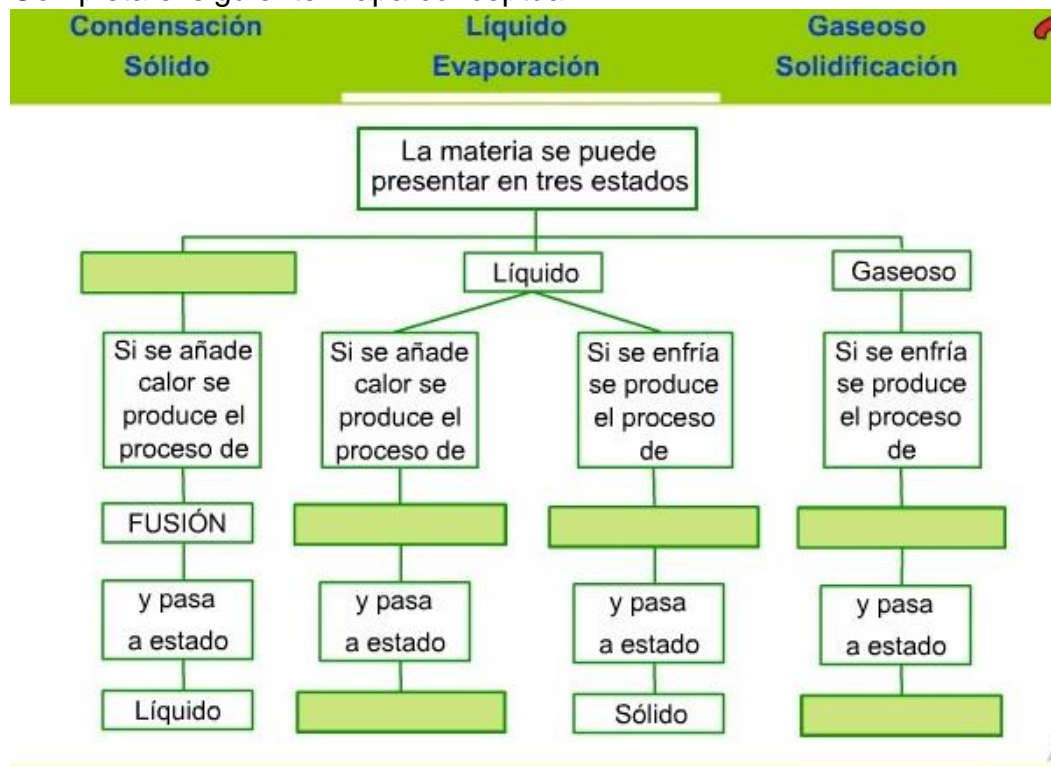 Condensación Líquido Gaseoso
Sólido Evaporación Solidificación
La materia se puede
presentar en tres estados
Líquido
Gaseoso
Si se añade
calor se
produce el
proceso de
FUSIÓN
y pasa
a estado
Líquido
Si se añade
calor se
produce el
proceso de
y pasa
a estado
Si se enfría
se produce
el proceso
de
y pasa
a estado
Sólido
Si se enfría
se produce
el proceso
de
y pasa
a estado